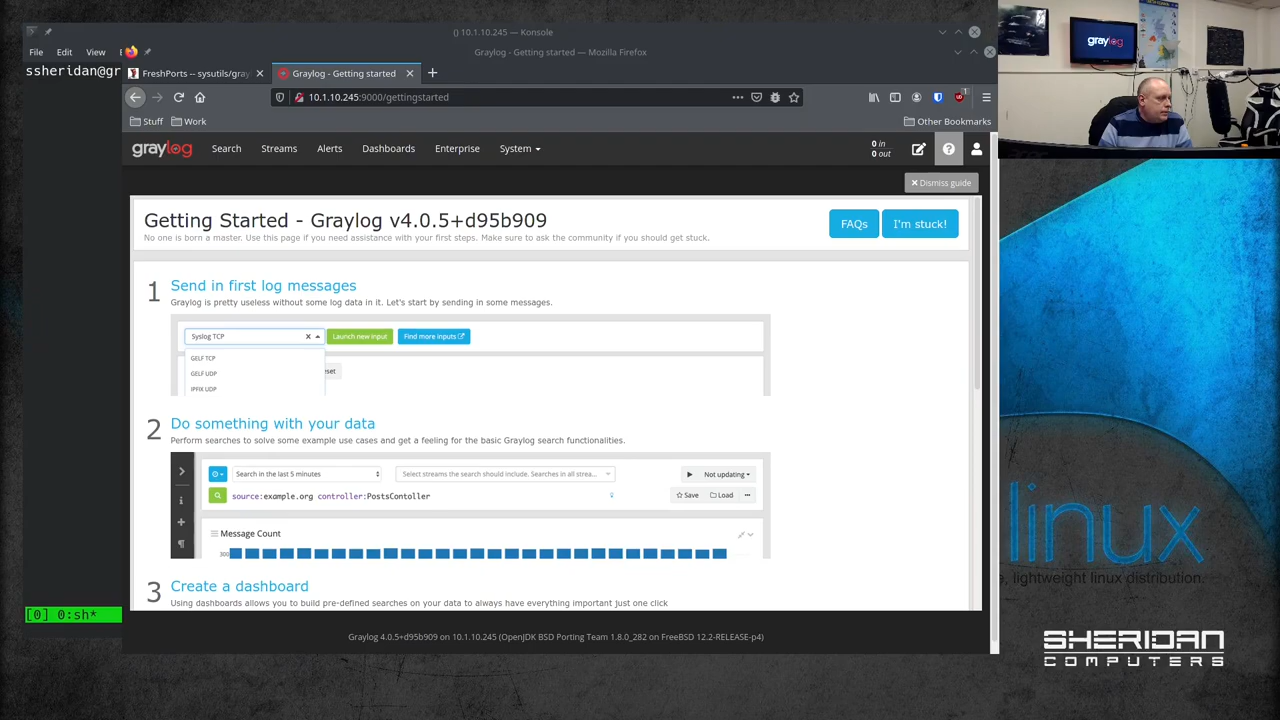 () 10.1.10.245 — Konsole
File Edit View
Graylog - Getting started — Mozilla Firefox
ssheridan@gr
FreshPorts -- sysutils/gray
Graylog - Getting started
10.1.10.245:9000/gettingstarted
Stuff
Work
Other Bookmarks
graylog
Search
Streams
Alerts
Dashboards
Enterprise
System
0 in
0 out
Dismiss guide
Getting Started - Graylog v4.0.5+d95b909
No one is born a master. Use this page if you need assistance with your first steps. Make sure to ask the community if you should get stuck.
FAQs
I'm stuck!
1
Send in first log messages
Graylog is pretty useless without some log data in it. Let's start by sending in some messages.
Syslog TCP
Launch new input
Find more inputs
GELF TCP
GELF UDP
IPFIX UDP
eset
2
Do something with your data
Perform searches to solve some example use cases and get a feeling for the basic Graylog search functionalities.
Search in the last 5 minutes
Select streams the search should include. Searches in all strea...
Not updating
source:example.org controller:PostsContoller
Save
Load
Message Count
300
3
Create a dashboard
Using dashboards allows you to build pre-defined searches on your data to always have everything important just one click
Graylog 4.0.5+d95b909 on 10.1.10.245 (OpenJDK BSD Porting Team 1.8.0_282 on FreeBSD 12.2-RELEASE-p4)
[0] 0:sh*
graylog
linux
e, lightweight linux distribution.
SHERIDAN
COMPUTERS